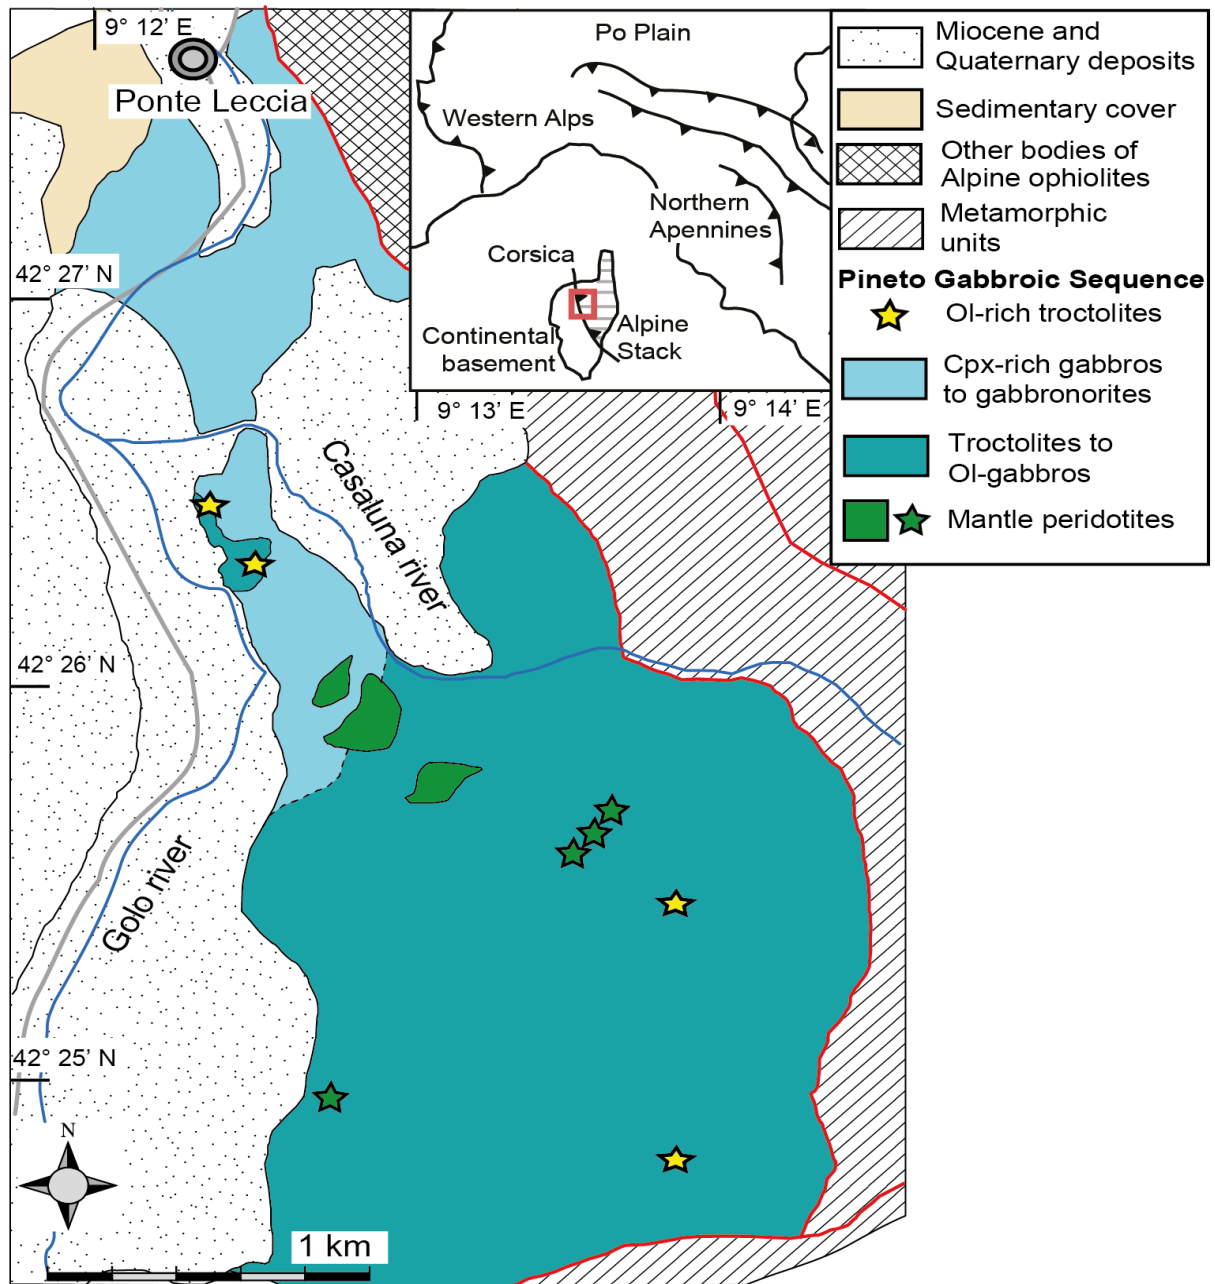 9° 12’ E
Ponte Leccia
42° 27’ N
Po Plain
Western Alps
Northern
Apennines
Corsica
Continental
basement
Alpine
Stack
9° 13’ E
9° 14’ E
Miocene and
Quaternary deposits
Sedimentary cover
Other bodies of
Alpine ophiolites
Metamorphic
units
Pineto Gabbroic Sequence
Ol-rich troctolites
Cpx-rich gabbros
to gabbronorites
Troctolites to
Ol-gabbros
Mantle peridotites
Casaluna river
42° 26’ N
Golo river
42° 25’ N
N
1 km